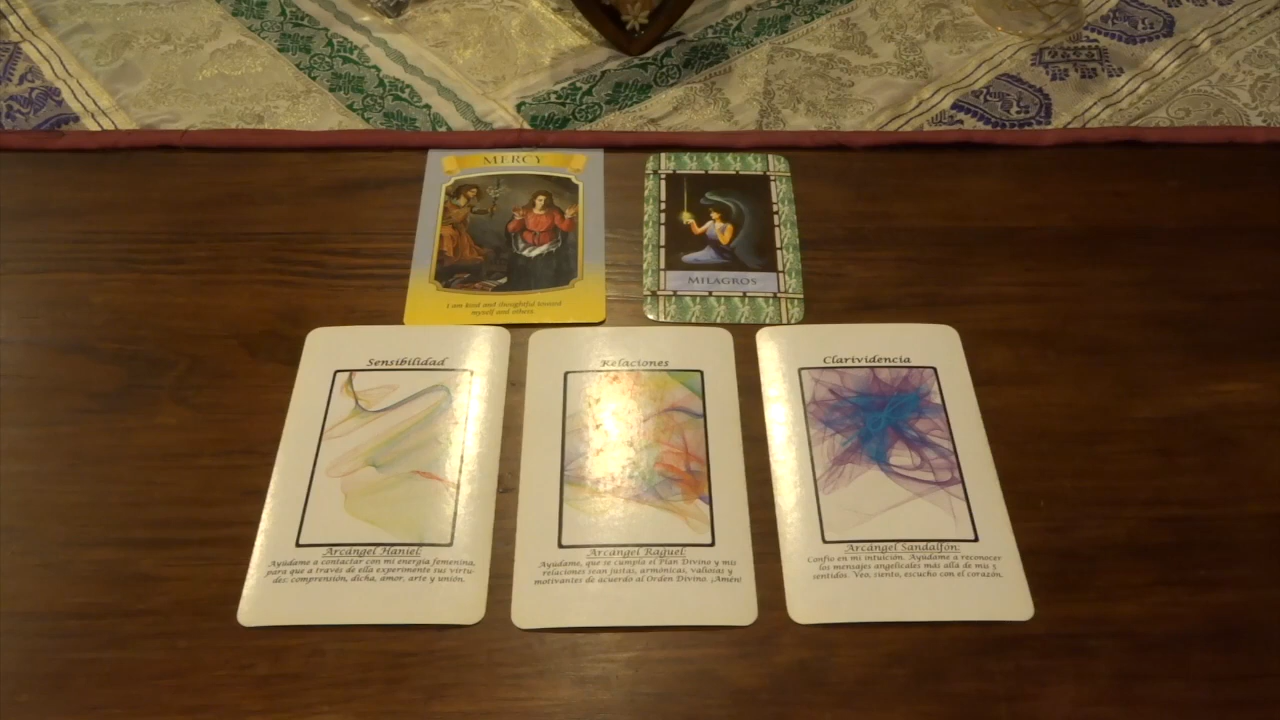 MERCY
I am kind and thoughtful toward
myself and others.
MILAGROS
Sensibilidad
Arcángel Haniel:
Ayúdame a contactar con mi energía femenina,
para que a través de ella experimente sus virtu-
des: comprensión, dicha, amor, arte y unión.
Relaciones
Arcángel Raguel:
Ayúdame, que se cumpla el Plan Divino y mis
relaciones sean justas, armónicas, valiosas y
motivantes de acuerdo al Orden Divino. ¡Amén!
Clarividencia
Arcángel Sandalfón:
Confío en mi intuición. Ayúdame a reconocer
los mensajes angelicales más allá de mis 5
sentidos. Veo, siento, escucho con el corazón.